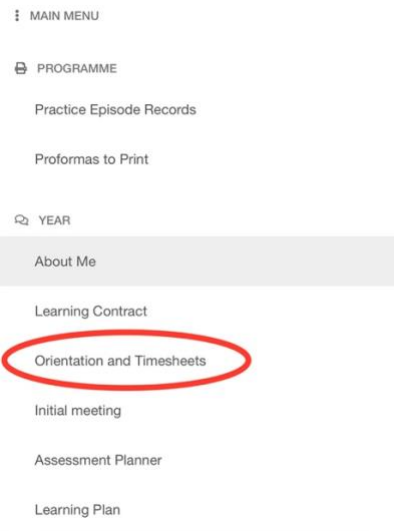 MAIN MENU
PROGRAMME
Practice Episode Records
Proformas to Print
YEAR
About Me
Learning Contract
Orientation and Timesheets
Initial meeting
Assessment Planner
Learning Plan